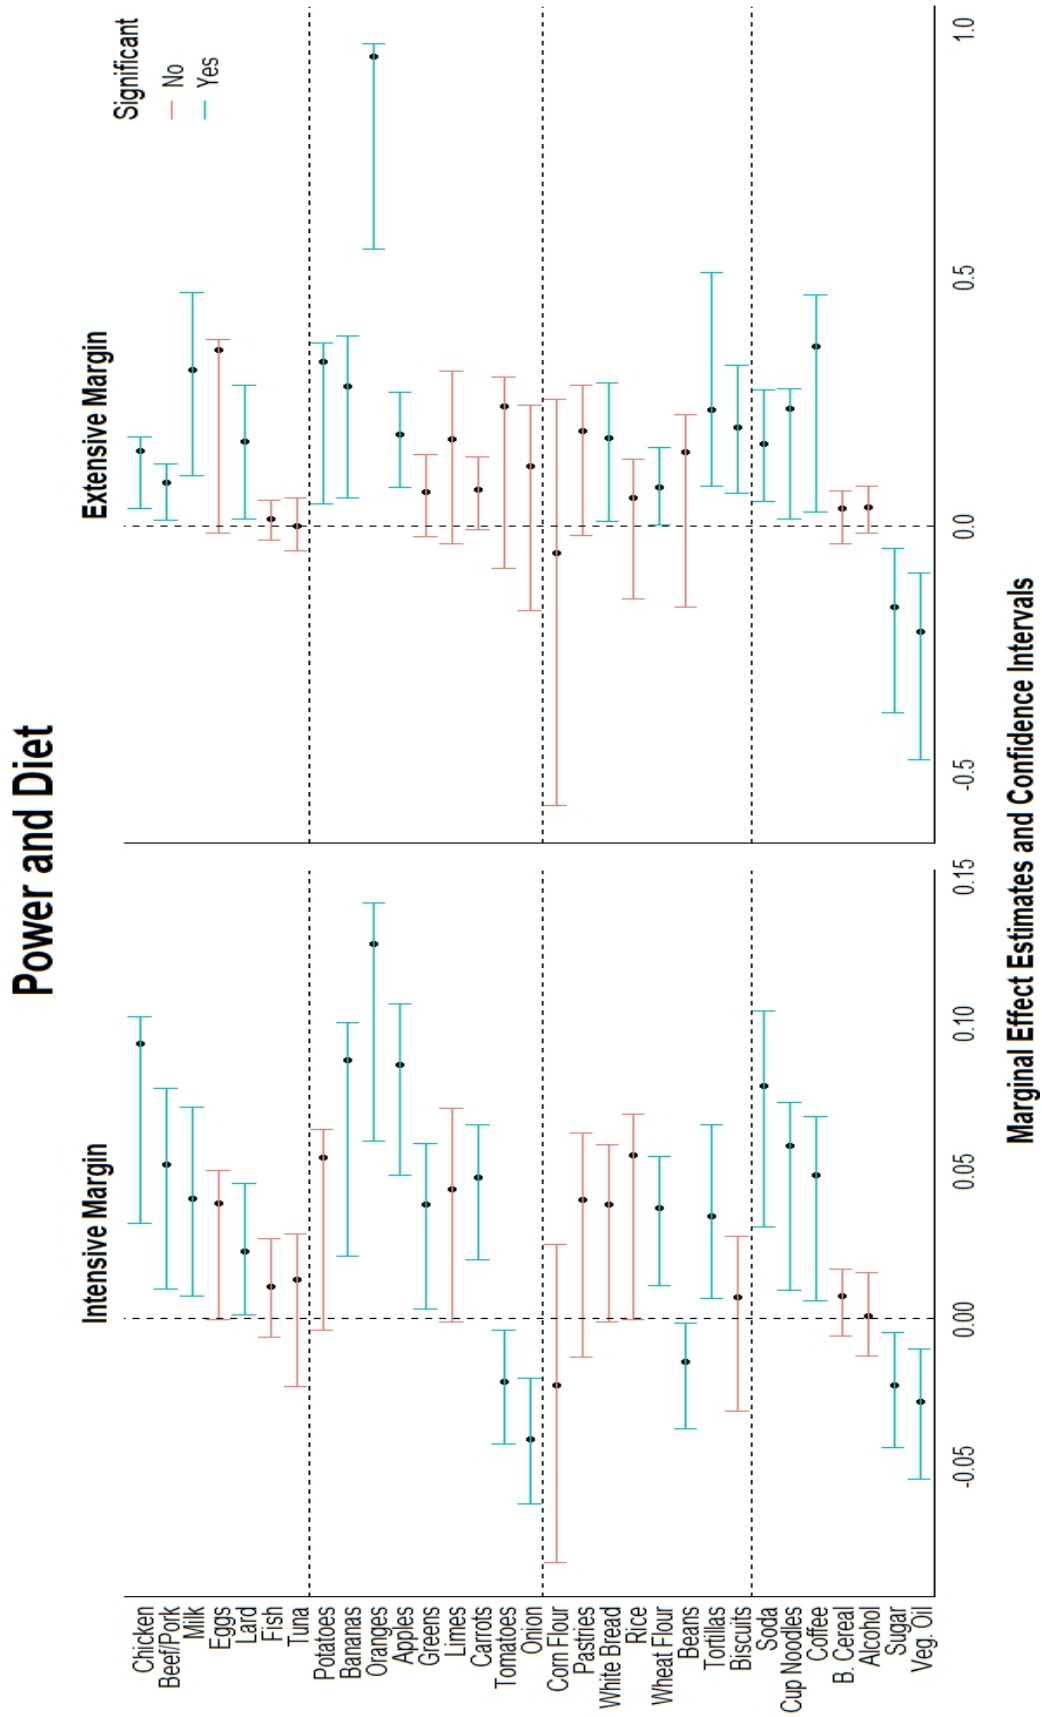 Power and Diet
Intensive Margin
Extensive Margin
Significant
No
Yes
Chicken
Beef/Pork
Milk
Eggs
Lard
Fish
Tuna
Potatoes
Bananas
Oranges
Apples
Greens
Limes
Carrots
Tomatoes
Onion
Corn Flour
Pasties
White Bread
Rice
Wheat Flour
Beans
Tortillas
Biscuits
Soda
Cup Noodles
Coffee
B. Cereal
Alcohol
Sugar
Veg. Oil
-0.05 0.00 0.05 0.10 0.15
-0.5 0.0 0.5 1.0
Marginal Effect Estimates and Confidence Intervals